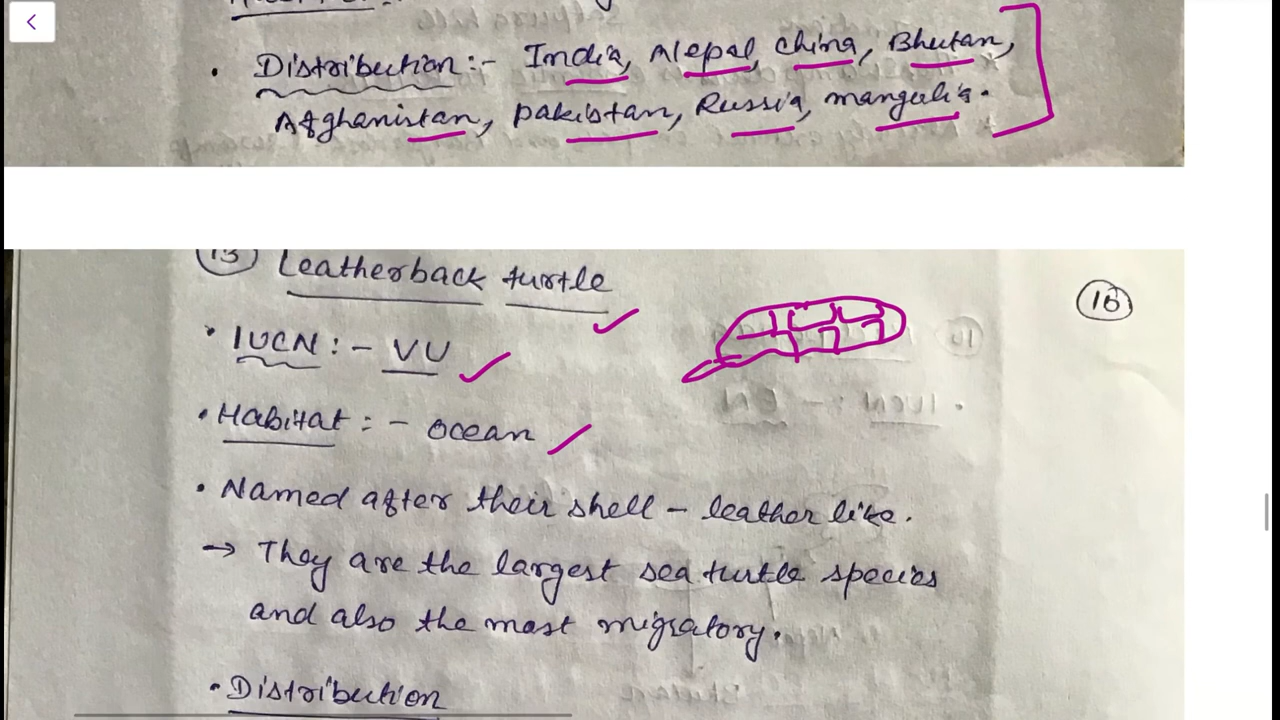 • Distribution :- India, Nepal, China, Bhutan,
Afghanistan, pakistan, Russia, mangulia.
13 Leatherback turtle
16
• IUCN :- VU
• Habitat :- ocean
• Named after their shell - leather like.
→ They are the largest sea turtle species
and also the most migratory.
• Distribution